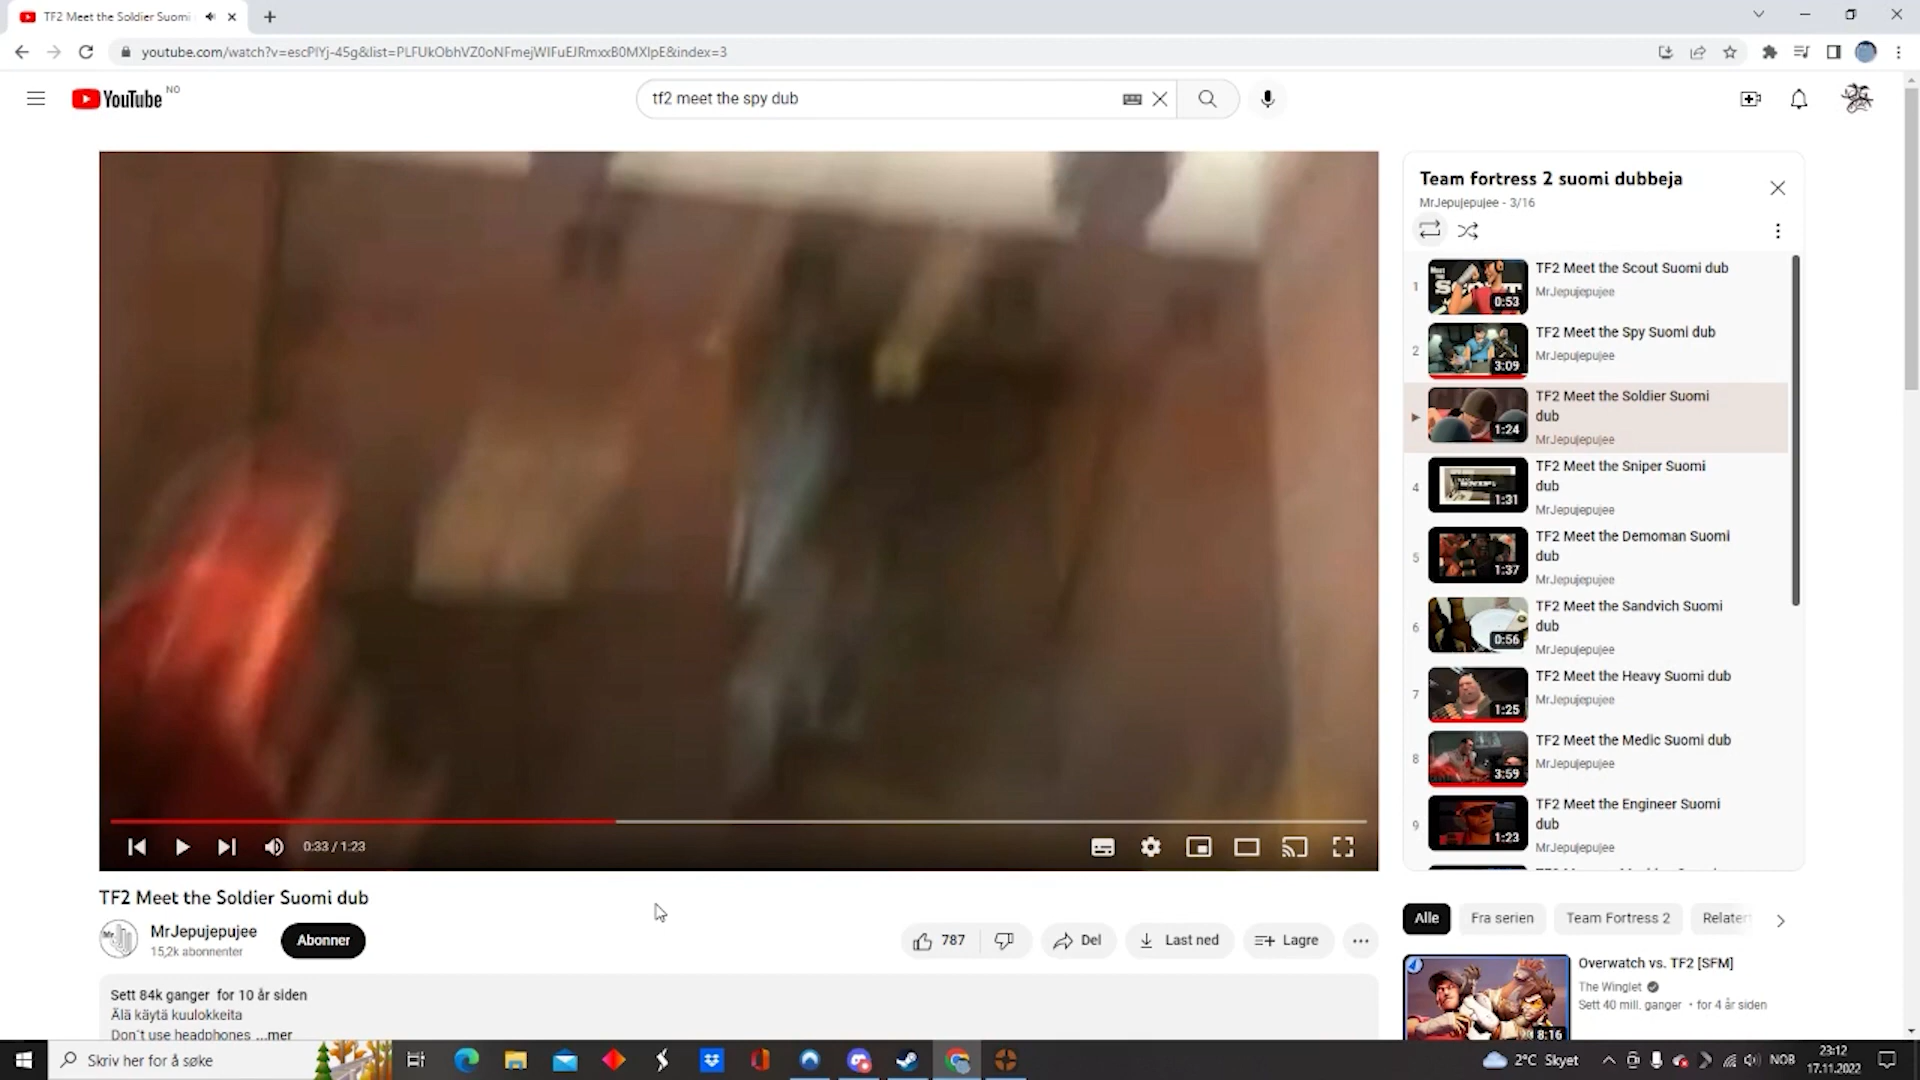 TF2 Meet the Soldier Suomi
youtube.com/watch?v=escPlYj-45g&list=PLFUkObhVZ0oNFmejWIFuEJRmxxB0MXIpE&index=3
YouTube NO
tf2 meet the spy dub
Team fortress 2 suomi dubbeja
MrJepujepujee - 3/16
1
0:53
TF2 Meet the Scout Suomi dub
MrJepujepujee
2
3:09
TF2 Meet the Spy Suomi dub
MrJepujepujee
1:24
TF2 Meet the Soldier Suomi
dub
MrJepujepujee
4
1:31
TF2 Meet the Sniper Suomi
dub
MrJepujepujee
5
1:37
TF2 Meet the Demoman Suomi
dub
MrJepujepujee
6
0:56
TF2 Meet the Sandvich Suomi
dub
MrJepujepujee
7
1:25
TF2 Meet the Heavy Suomi dub
MrJepujepujee
8
3:59
TF2 Meet the Medic Suomi dub
MrJepujepujee
9
1:23
TF2 Meet the Engineer Suomi
dub
MrJepujepujee
0:33 / 1:23
TF2 Meet the Soldier Suomi dub
MrJepujepujee
15,2k abonnenter
Abonner
787
Del
Last ned
Lagre
Sett 84k ganger for 10 år siden
Älä käytä kuulokkeita
Don´t use headphones ...mer
Alle
Fra serien
Team Fortress 2
Relater
8:16
Overwatch vs. TF2 [SFM]
The Winglet
Sett 40 mill. ganger • for 4 år siden
Skriv her for å søke
2°C Skyet
NOB
23:12
17.11.2022